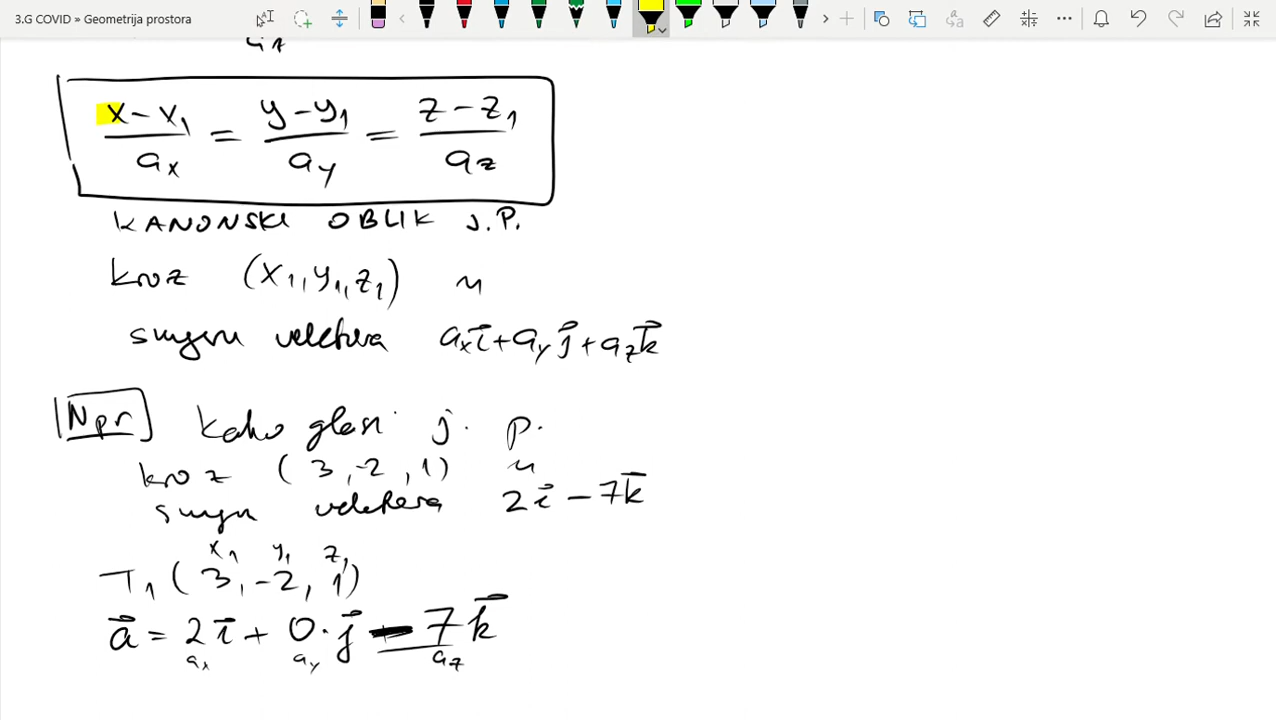 3.G COVID » Geometrija prostora
x - x₁ / aₓ = y - y₁ / a_y = z - z₁ / a_z
KANONSKI OBLIK j.P.
kroz (x₁, y₁, z₁) u
smjeru vektora aₓi⃗ + a_yj⃗ + a_zk⃗
Npr Kako glasi j. p.
kroz (3, -2, 1) u
smjeru vektora 2i⃗ - 7k⃗
x₁ y₁ z₁
T₁ (3, -2, 1)
a⃗ = 2i⃗ + 0·j⃗ - 7k⃗
aₓ a_y a_z